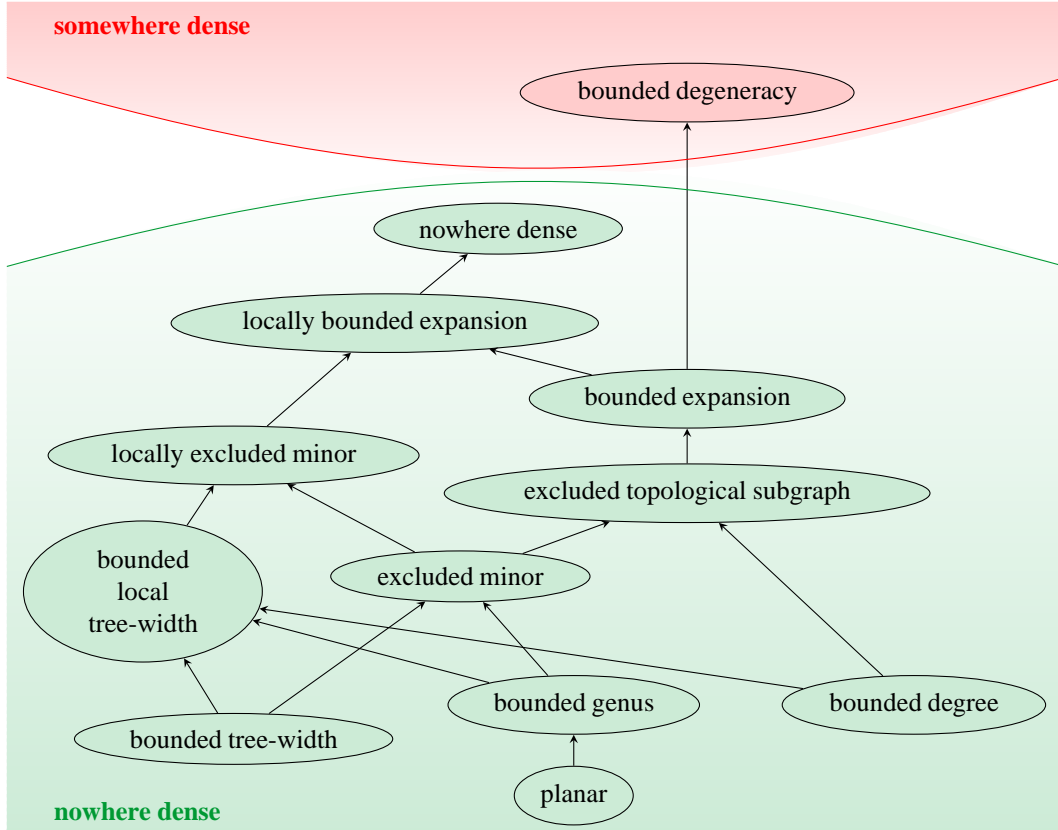 somewhere dense
bounded degeneracy
nowhere dense
locally bounded expansion
bounded expansion
locally excluded minor
excluded topological subgraph
bounded
local
tree-width
excluded minor
bounded genus
bounded degree
bounded tree-width
planar
nowhere dense